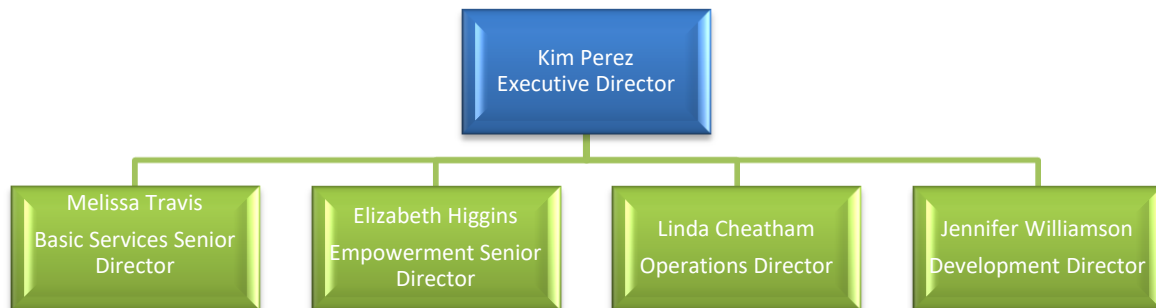 Kim Perez
Executive Director
Melissa Travis
Basic Services Senior
Director
Elizabeth Higgins
Empowerment Senior
Director
Linda Cheatham
Operations Director
Jennifer Williamson
Development Director